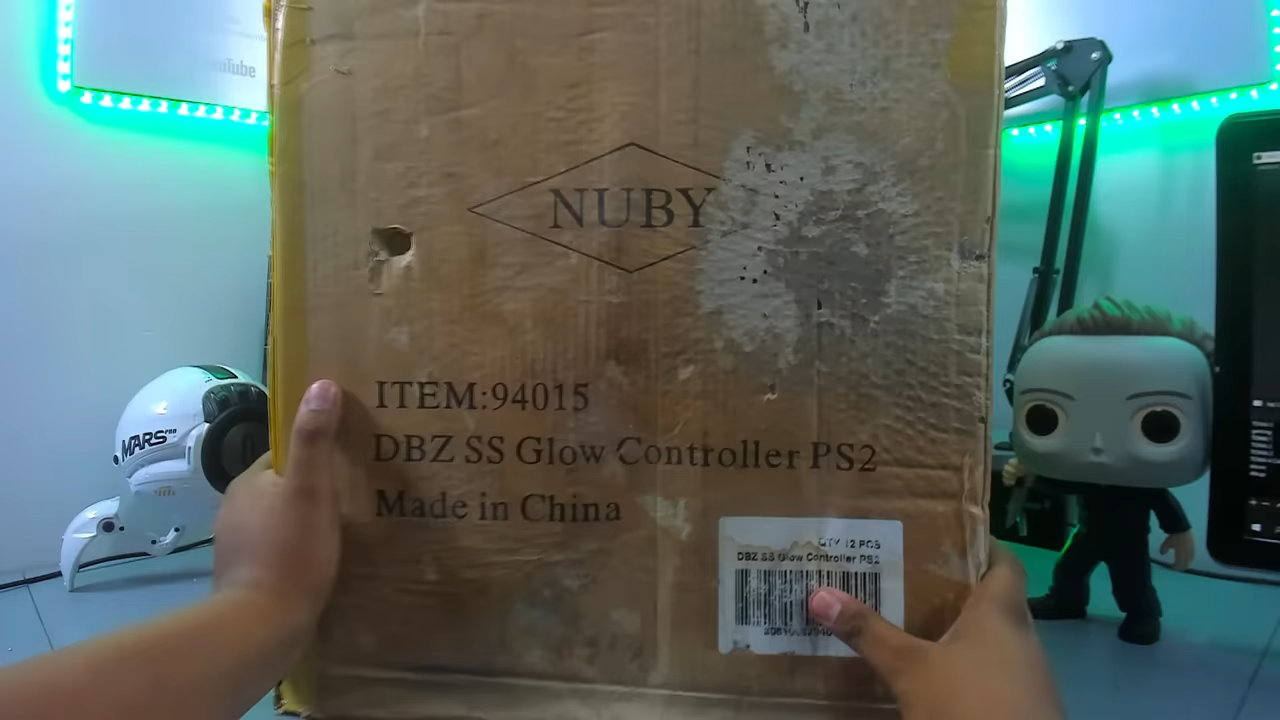 NUBY
ITEM:94015
DBZ SS Glow Controller PS2
Made in China
QTY 12 PCS
DBZ SS Glow Controller PS2
MARS PRO